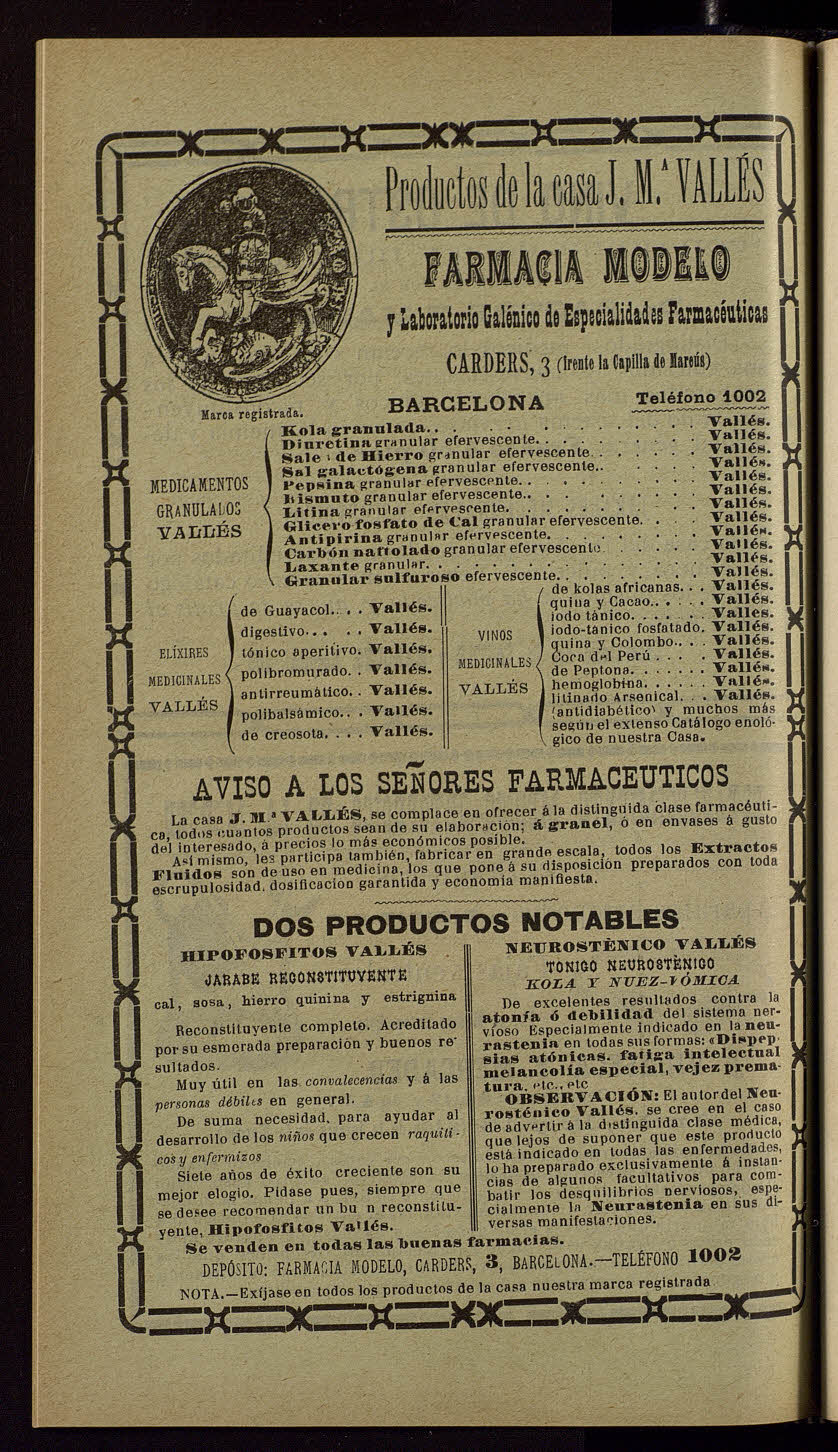 Productos de la casa J. M.ª VALLÉS
FARMACIA MODELO
y Laboratorio Galénico de Especialidades Farmacéuticas
CARDERS, 3 (frente la Capilla de Marcús)
Marca registrada.
BARCELONA
Teléfono 1002
MEDICAMENTOS
GRANULADOS
VALLÉS
Kola granulada. . . . . . . . . . . . Vallés.
Diuretina granular efervescente. . . . . . . . Vallés.
Sales de Hierro granular efervescente. . . . . . Vallés.
Sal galactógena granular efervescente. . . . . . Vallés.
Pepsina granular efervescente. . . . . . . . . Vallés.
Bismuto granular efervescente. . . . . . . . . Vallés.
Litina granular efervescente. . . . . . . . . Vallés.
Glicero fosfato de Cal granular efervescente. . . . Vallés.
Antipirina granular efervescente. . . . . . . . Vallés.
Carbón naftolado granular efervescente . . . . . Vallés.
Laxante granular. . . . . . . . . . . . Vallés.
Granular sulfuroso efervescente. . . . . . . . Vallés.
ELÍXIRES
MEDICINALES
VALLÉS
de Guayacol. . . . Vallés.
digestivo. . . . . Vallés.
tónico aperitivo. Vallés.
polibromurado. . Vallés.
antirreumático. . Vallés.
polibalsámico. . . Vallés.
de creosota. . . . Vallés.
VINOS
MEDICINALES
VALLÉS
de kolas africanas. . . Vallés.
quina y Cacao. . . . . Vallés.
iodo tánico. . . . . . Valles.
iodo-tánico fosfatado. Vallés.
quina y Colombo. . . . Vallés.
Coca del Perú . . . . Vallés.
de Peptona. . . . . . Vallés.
hemoglobina. . . . . . Vallés.
litinado Arsenical. . . Vallés.
(antidiabético) y muchos más
según el extenso Catálogo enoló-
gico de nuestra Casa.
AVISO A LOS SEÑORES FARMACEUTICOS
La casa J. M.ª VALLÉS, se complace en ofrecer á la distinguida clase farmacéuti-
ca, todos cuantos productos sean de su elaboración; á granel, ó en envases á gusto
del interesado, á precios lo más económicos posible.
Así mismo, les participa también, fabricar en grande escala, todos los Extractos
Fluidos son de uso en medicina, los que pone á su disposición preparados con toda
escrupulosidad, dosificacion garantida y economia manifiesta.
DOS PRODUCTOS NOTABLES
HIPOFOSFITOS VALLÉS
JARABE RECONSTITUYENTE
cal, sosa, hierro quinina y estrignina
Reconstituyente completo. Acreditado
por su esmerada preparación y buenos re-
sultados.
Muy útil en las convalecencias y á las
personas débiles en general.
De suma necesidad, para ayudar al
desarrollo de los niños que crecen raquíti-
cos y enfermizos
Siete años de éxito creciente son su
mejor elogio. Pídase pues, siempre que
se desee recomendar un bu n reconstitu-
yente, Hipofosfitos Vallés.
NEUROSTÈNICO VALLÉS
TONICO NEUROSTÈNICO
KOLA Y NUEZ-VÓMICA
De excelentes resultados contra la
atonía ó debilidad del sistema ner-
vioso Especialmente indicado en la neu-
rastenia en todas sus formas: «Dispep-
sias atónicas, fatiga intelectual
melancolía especial, vejez prema-
tura, etc., etc
OBSERVACIÓN: El autor del Neu-
rosténico Vallés, se cree en el caso
de advertir á la distinguida clase médica,
que lejos de suponer que este producto
está indicado en todas las enfermedades,
lo ha preparado exclusivamente á instan-
cias de algunos facultativos para com-
batir los desquilibrios nerviosos, espe-
cialmente la Neurastenia en sus di-
versas manifestaciones.
Se venden en todas las buenas farmacias.
DEPÓSITO: FARMACIA MODELO, CARDERS, 3, BARCELONA.—TELÉFONO 1002
NOTA.—Exíjase en todos los productos de la casa nuestra marca registrada